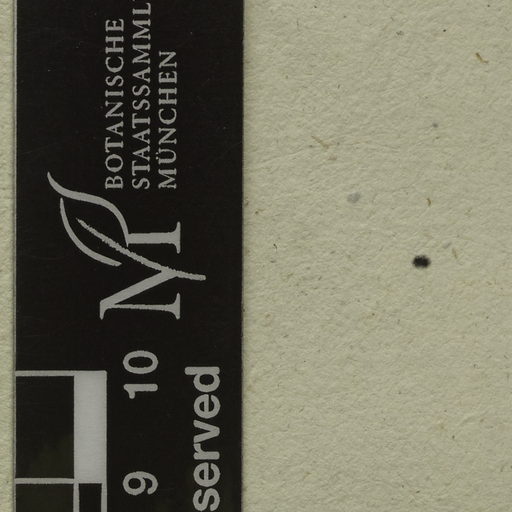 BOTANISCHE
STAATSSAMML
MÜNCHEN
M
9 10
served